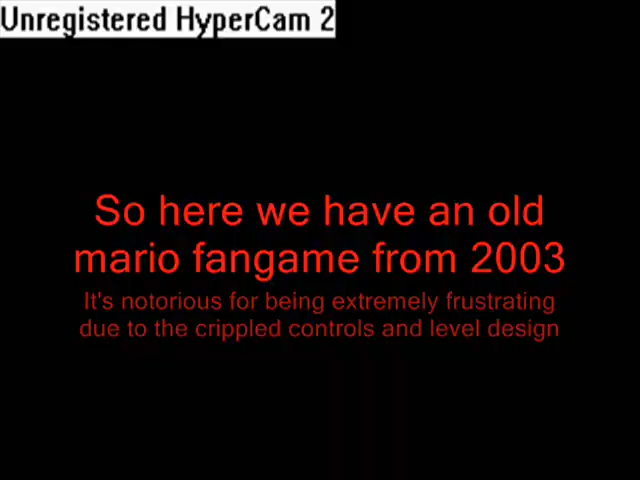 Unregistered HyperCam 2
So here we have an old
mario fangame from 2003
It's notorious for being extremely frustrating
due to the crippled controls and level design